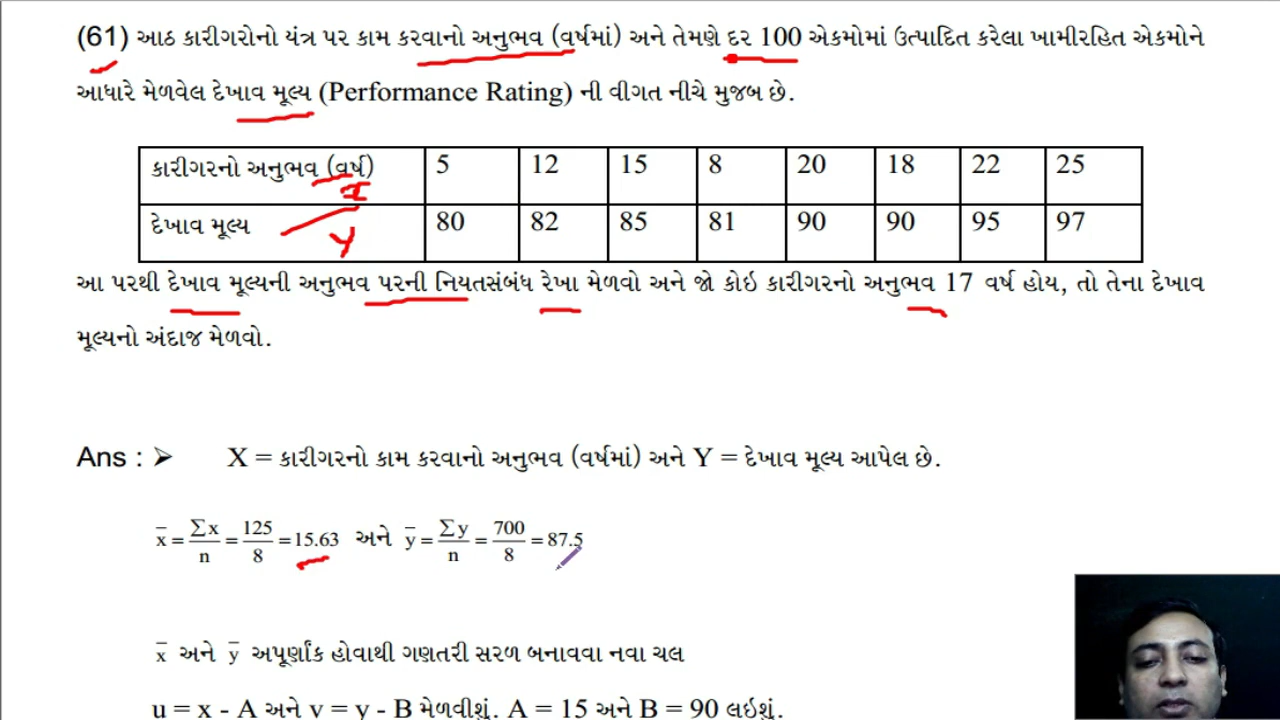 (61) આઠ કારીગરોનો યંત્ર પર કામ કરવાનો અનુભવ (વર્ષમાં) અને તેમણે દર 100 એકમોમાં ઉત્પાદિત કરેલા ખામીરહિત એકમોને
આધારે મેળવેલ દેખાવ મૂલ્ય (Performance Rating) ની વીગત નીચે મુજબ છે.
કારીગરનો અનુભવ (વર્ષ) 5 12 15 8 20 18 22 25
x
દેખાવ મૂલ્ય 80 82 85 81 90 90 95 97
y
આ પરથી દેખાવ મૂલ્યની અનુભવ પરની નિયતસંબંધ રેખા મેળવો અને જો કોઇ કારીગરનો અનુભવ 17 વર્ષ હોય, તો તેના દેખાવ
મૂલ્યનો અંદાજ મેળવો.
Ans : ➢ X = કારીગરનો કામ કરવાનો અનુભવ (વર્ષમાં) અને Y = દેખાવ મૂલ્ય આપેલ છે.
x̄ = ∑x/n = 125/8 = 15.63 અને ȳ = ∑y/n = 700/8 = 87.5
x̄ અને ȳ અપૂર્ણાંક હોવાથી ગણતરી સરળ બનાવવા નવા ચલ
u = x - A અને v = y - B મેળવીશું. A = 15 અને B = 90 લઇશું.